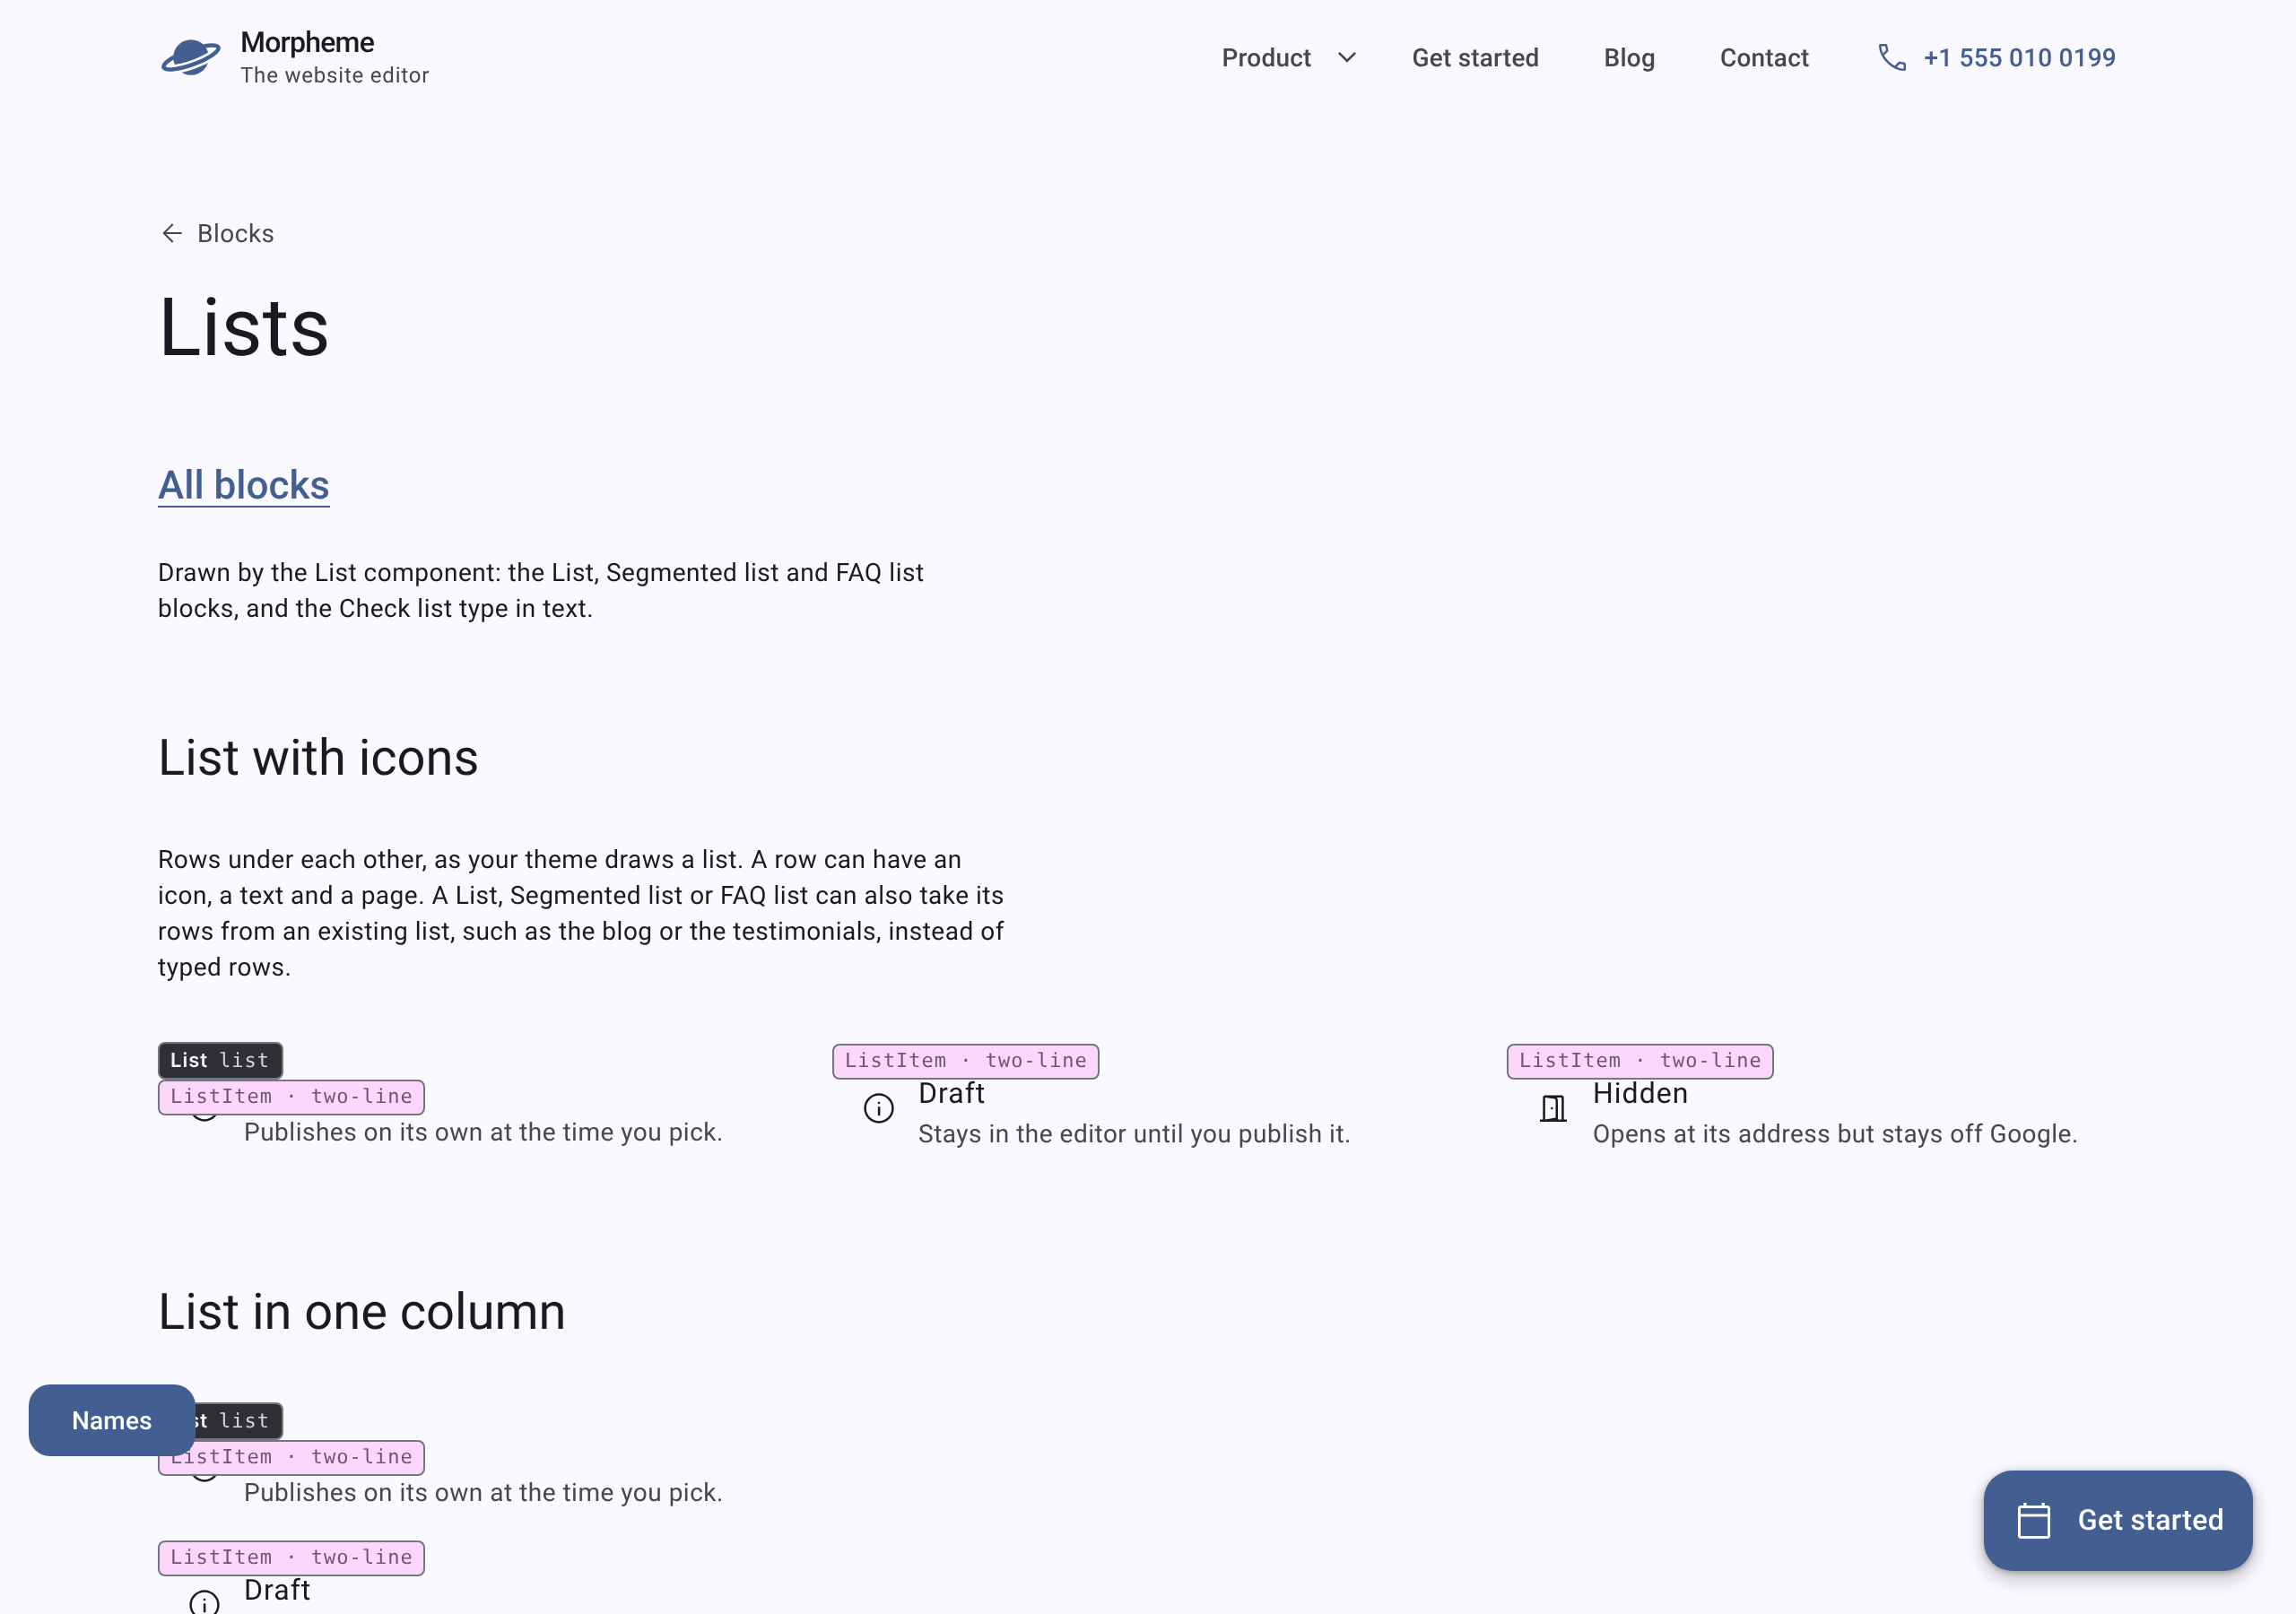 Morpheme
The website editor
Product
Get started
Blog
Contact
+1 555 010 0199
Blocks
Lists
All blocks
Drawn by the List component: the List, Segmented list and FAQ list
blocks, and the Check list type in text.
List with icons
Rows under each other, as your theme draws a list. A row can have an
icon, a text and a page. A List, Segmented list or FAQ list can also take its
rows from an existing list, such as the blog or the testimonials, instead of
typed rows.
List list
ListItem · two-line
Publishes on its own at the time you pick.
ListItem · two-line
Draft
Stays in the editor until you publish it.
ListItem · two-line
Hidden
Opens at its address but stays off Google.
List in one column
Names
list
ListItem · two-line
Publishes on its own at the time you pick.
ListItem · two-line
Draft
Get started